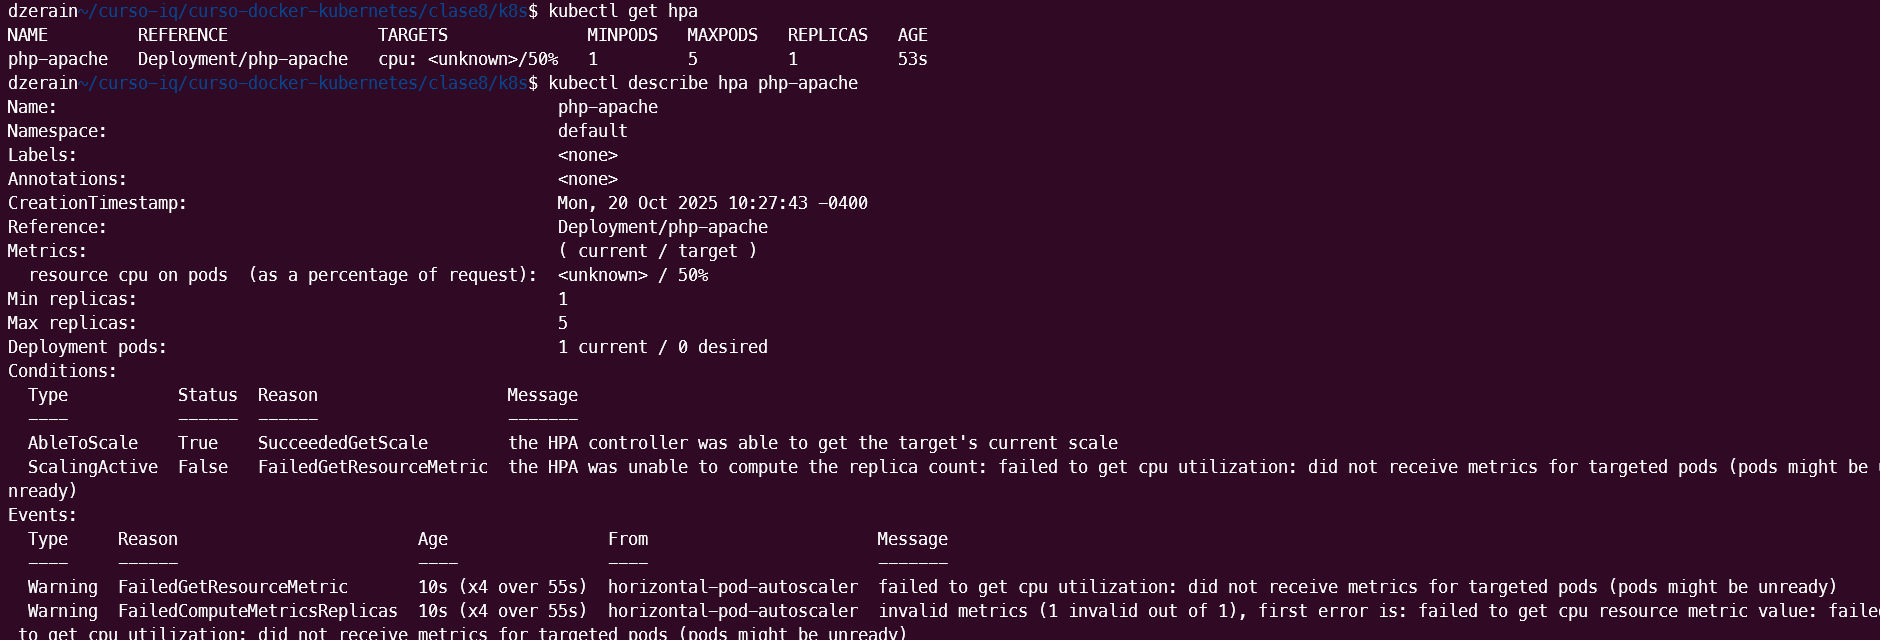 dzerain~/curso-iq/curso-docker-kubernetes/clase8/k8s$ kubectl get hpa
NAME         REFERENCE               TARGETS              MINPODS   MAXPODS   REPLICAS   AGE
php-apache   Deployment/php-apache   cpu: <unknown>/50%   1         5         1          53s
dzerain~/curso-iq/curso-docker-kubernetes/clase8/k8s$ kubectl describe hpa php-apache
Name:                                                  php-apache
Namespace:                                             default
Labels:                                                <none>
Annotations:                                           <none>
CreationTimestamp:                                     Mon, 20 Oct 2025 10:27:43 -0400
Reference:                                             Deployment/php-apache
Metrics:                                               ( current / target )
  resource cpu on pods  (as a percentage of request):  <unknown> / 50%
Min replicas:                                          1
Max replicas:                                          5
Deployment pods:                                       1 current / 0 desired
Conditions:
  Type           Status  Reason                   Message
  ----           ------  ------                   -------
  AbleToScale    True    SucceededGetScale        the HPA controller was able to get the target's current scale
  ScalingActive  False   FailedGetResourceMetric  the HPA was unable to compute the replica count: failed to get cpu utilization: did not receive metrics for targeted pods (pods might be u
nready)
Events:
  Type     Reason                        Age                From                       Message
  ----     ------                        ----               ----                       -------
  Warning  FailedGetResourceMetric       10s (x4 over 55s)  horizontal-pod-autoscaler  failed to get cpu utilization: did not receive metrics for targeted pods (pods might be unready)
  Warning  FailedComputeMetricsReplicas  10s (x4 over 55s)  horizontal-pod-autoscaler  invalid metrics (1 invalid out of 1), first error is: failed to get cpu resource metric value: faile
 to get cpu utilization: did not receive metrics for targeted pods (pods might be unready)